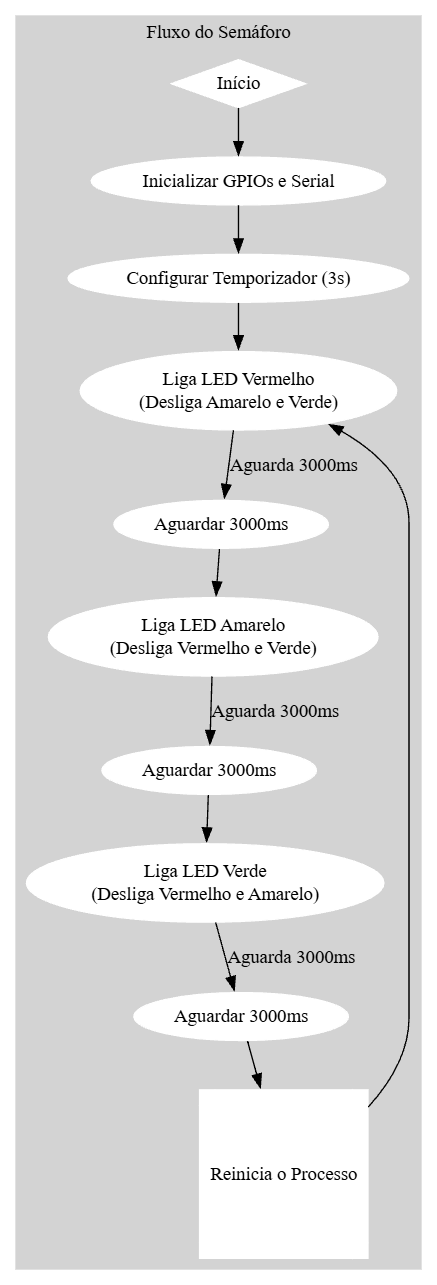 Fluxo do Semáforo
Início
Inicializar GPIOs e Serial
Configurar Temporizador (3s)
Liga LED Vermelho
(Desliga Amarelo e Verde)
Aguarda 3000ms
Aguardar 3000ms
Liga LED Amarelo
(Desliga Vermelho e Verde)
Aguarda 3000ms
Aguardar 3000ms
Liga LED Verde
(Desliga Vermelho e Amarelo)
Aguarda 3000ms
Aguardar 3000ms
Reinicia o Processo